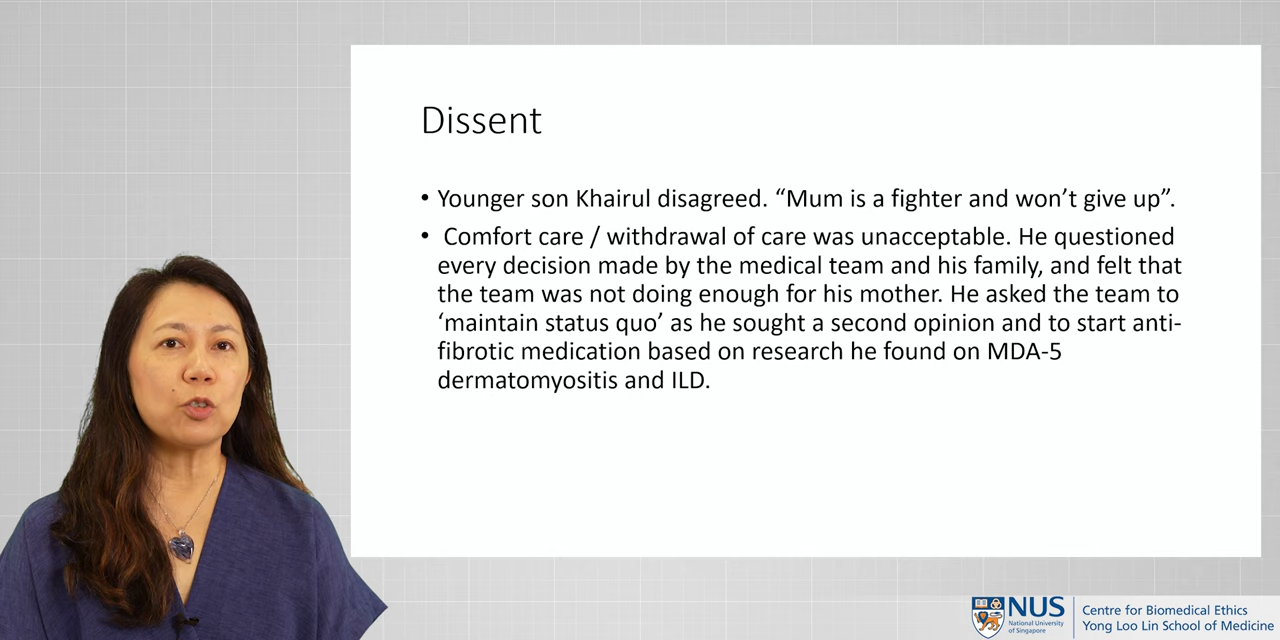 Dissent
• Younger son Khairul disagreed. “Mum is a fighter and won’t give up”.
• Comfort care / withdrawal of care was unacceptable. He questioned
every decision made by the medical team and his family, and felt that
the team was not doing enough for his mother. He asked the team to
‘maintain status quo’ as he sought a second opinion and to start anti-
fibrotic medication based on research he found on MDA-5
dermatomyositis and ILD.
NUS
National University
of Singapore
Centre for Biomedical Ethics
Yong Loo Lin School of Medicine